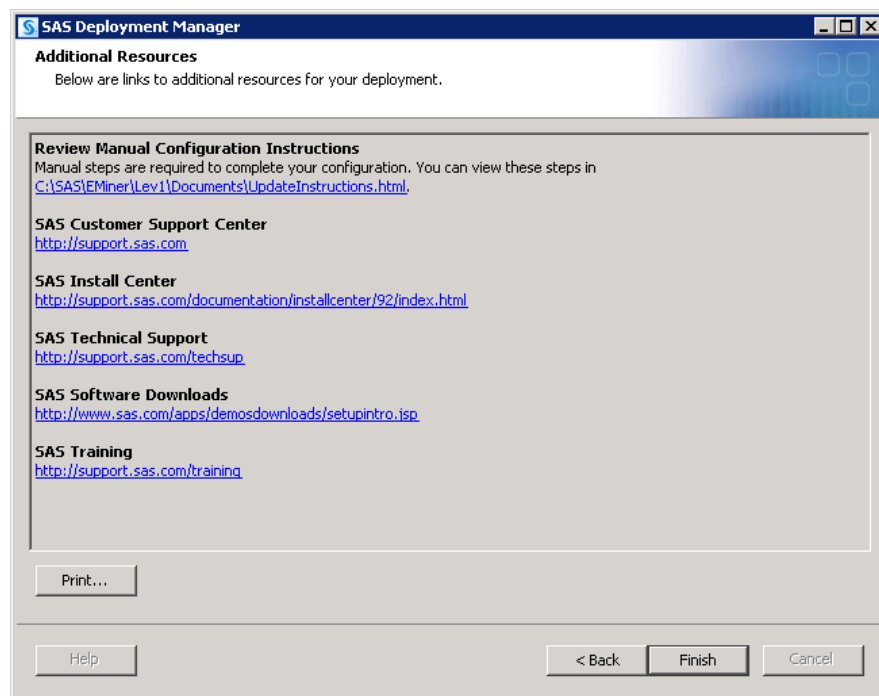 SAS Deployment Manager
Additional Resources
Below are links to additional resources for your deployment.
Review Manual Configuration Instructions
Manual steps are required to complete your configuration. You can view these steps in
C:\SAS\EMiner\Lev1\Documents\UpdateInstructions.html.
SAS Customer Support Center
http://support.sas.com
SAS Install Center
http://support.sas.com/documentation/installcenter/92/index.html
SAS Technical Support
http://support.sas.com/techsup
SAS Software Downloads
http://www.sas.com/apps/demosdownloads/setupintro.jsp
SAS Training
http://support.sas.com/training
Print...
Help
< Back
Finish
Cancel